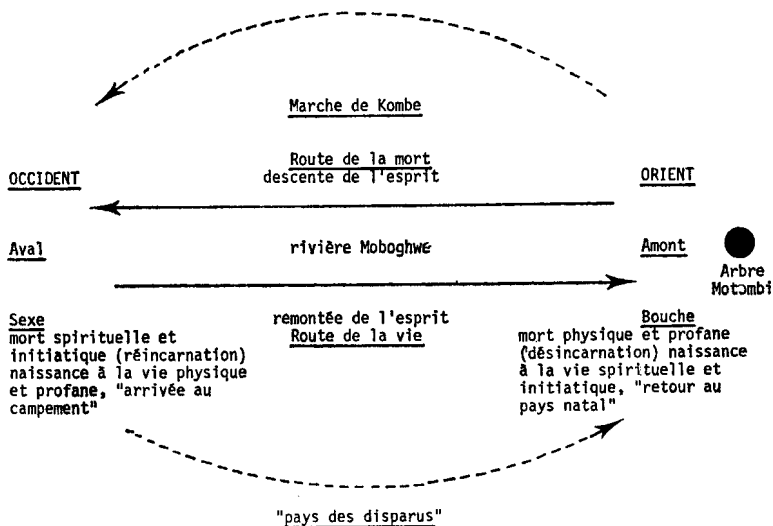 Marche de Kombe
Route de la mort
descente de l'esprit
OCCIDENT
ORIENT
Aval
rivière Moboghwe
Amont
Arbre
Motɔmbi
Sexe
mort spirituelle et
initiatique (réincarnation)
naissance à la vie physique
et profane, "arrivée au
campement"
remontée de l'esprit
Route de la vie
Bouche
mort physique et profane
(désincarnation) naissance
à la vie spirituelle et
initiatique, "retour au
pays natal"
"pays des disparus"